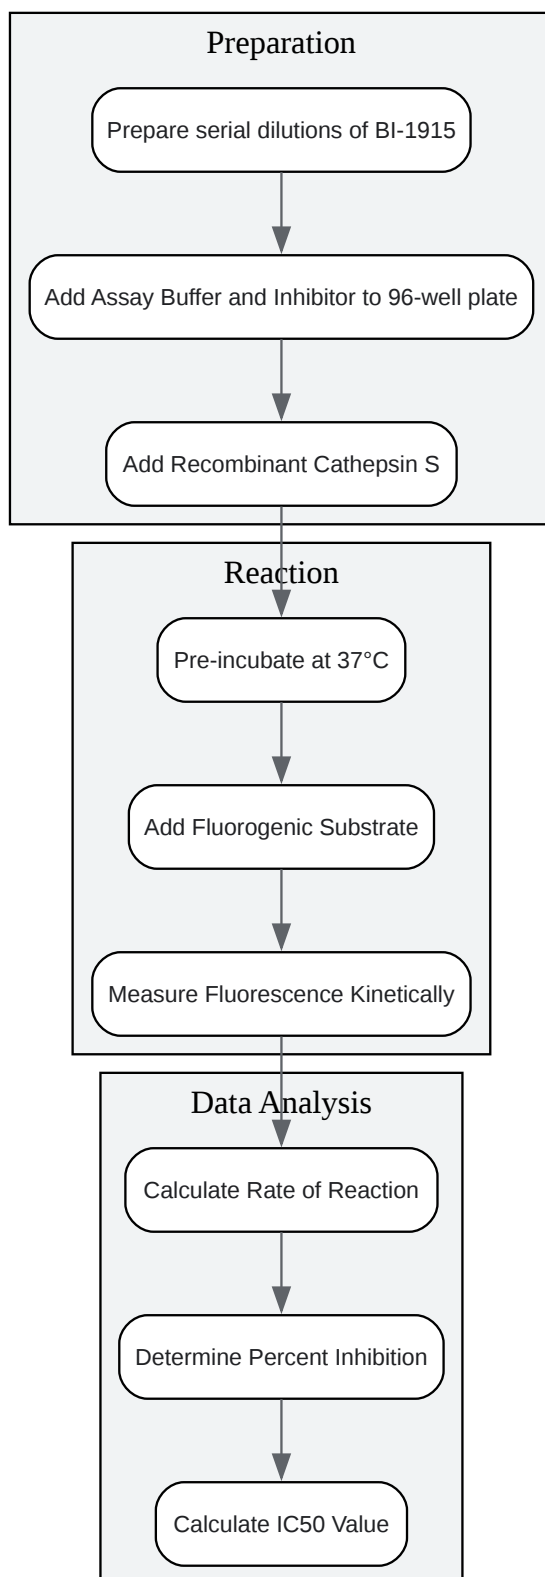 Preparation
Prepare serial dilutions of BI-1915
Add Assay Buffer and Inhibitor to 96-well plate
Add Recombinant Cathepsin S
Reaction
Pre-incubate at 37°C
Add Fluorogenic Substrate
Measure Fluorescence Kinetically
Data Analysis
Calculate Rate of Reaction
Determine Percent Inhibition
Calculate IC50 Value